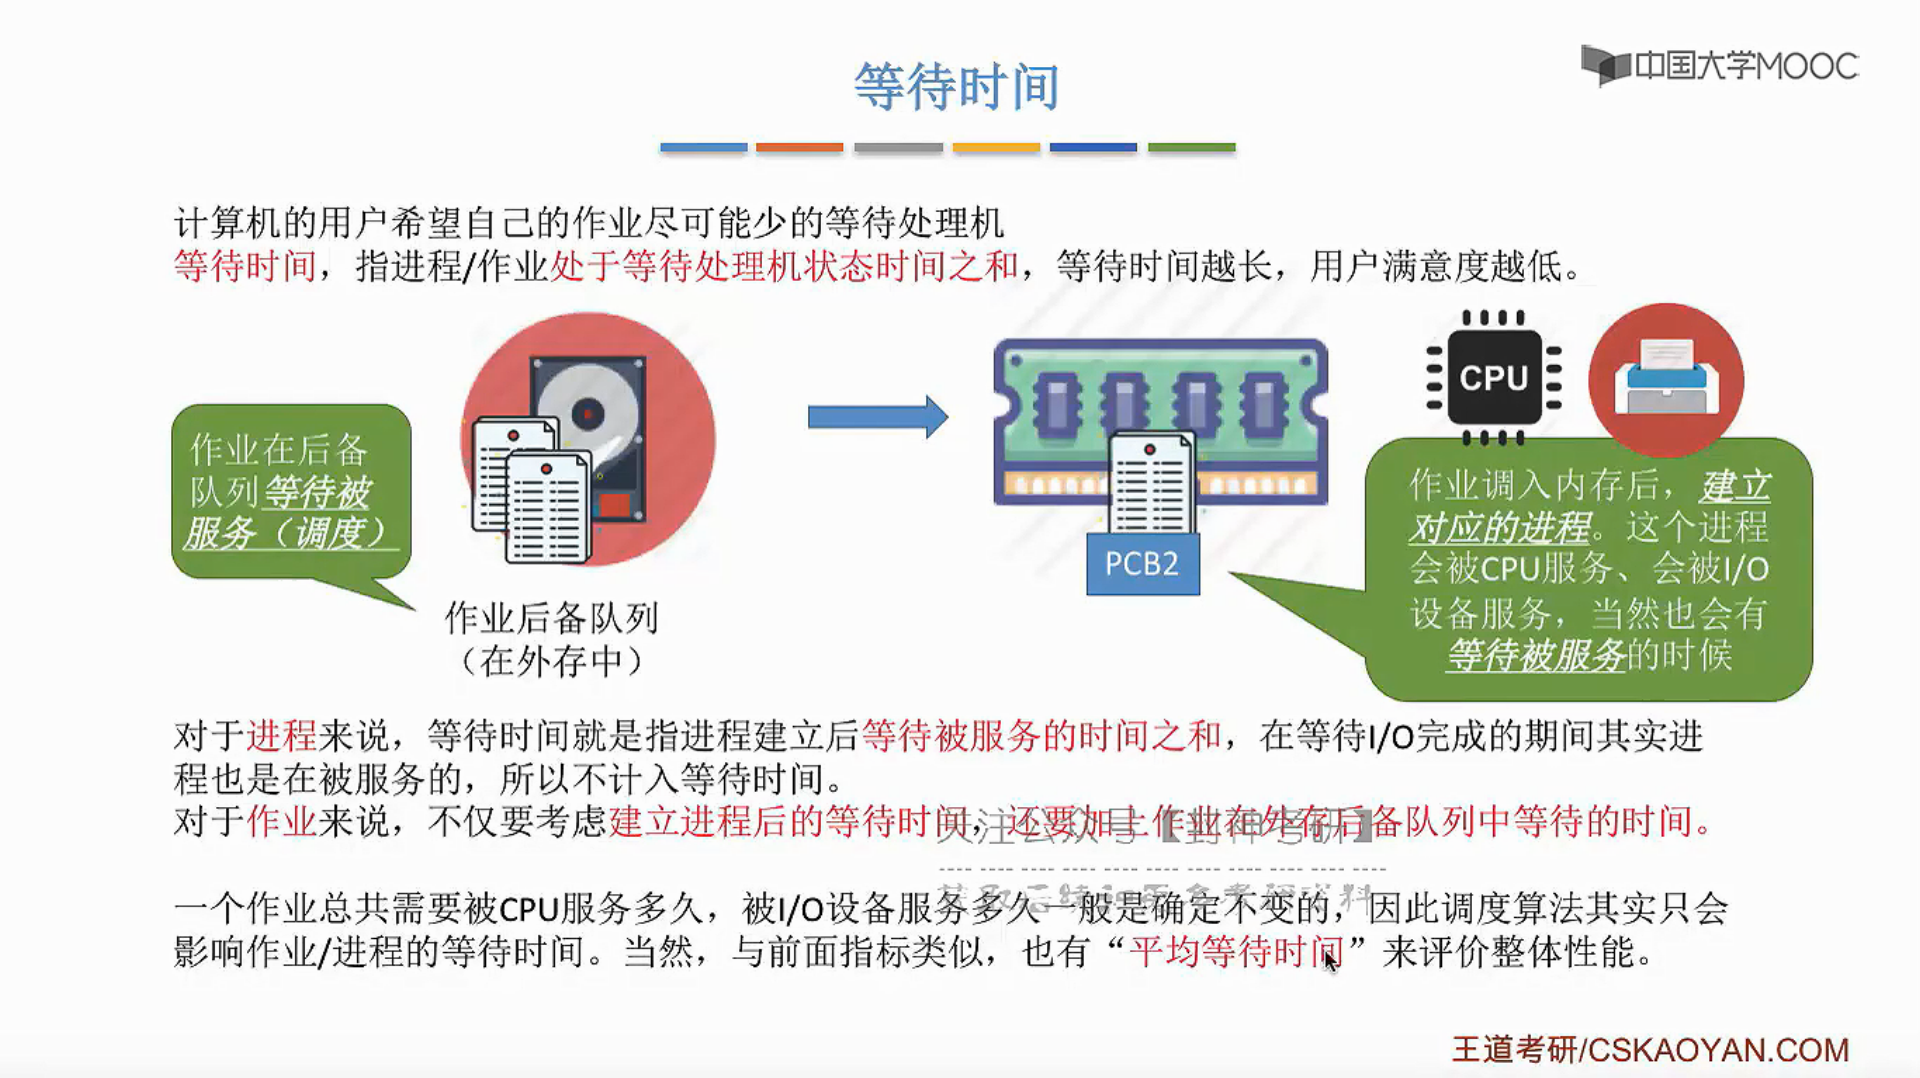 等待时间
中国大学MOOC
计算机的用户希望自己的作业尽可能少的等待处理机
等待时间，指进程/作业处于等待处理机状态时间之和，等待时间越长，用户满意度越低。
CPU
作业在后备
队列等待被
服务（调度）
PCB2
作业后备队列
（在外存中）
作业调入内存后，建立
对应的进程。这个进程
会被CPU服务、会被I/O
设备服务，当然也会有
等待被服务的时候
对于进程来说，等待时间就是指进程建立后等待被服务的时间之和，在等待I/O完成的期间其实进
程也是在被服务的，所以不计入等待时间。
对于作业来说，不仅要考虑建立进程后的等待时间，还要加上作业在外存后备队列中等待的时间。
关注公众号【封神考研】
一个作业总共需要被CPU服务多久，被I/O设备服务多久一般是确定不变的，因此调度算法其实只会
影响作业/进程的等待时间。当然，与前面指标类似，也有“平均等待时间”来评价整体性能。
王道考研/CSKAOYAN.COM